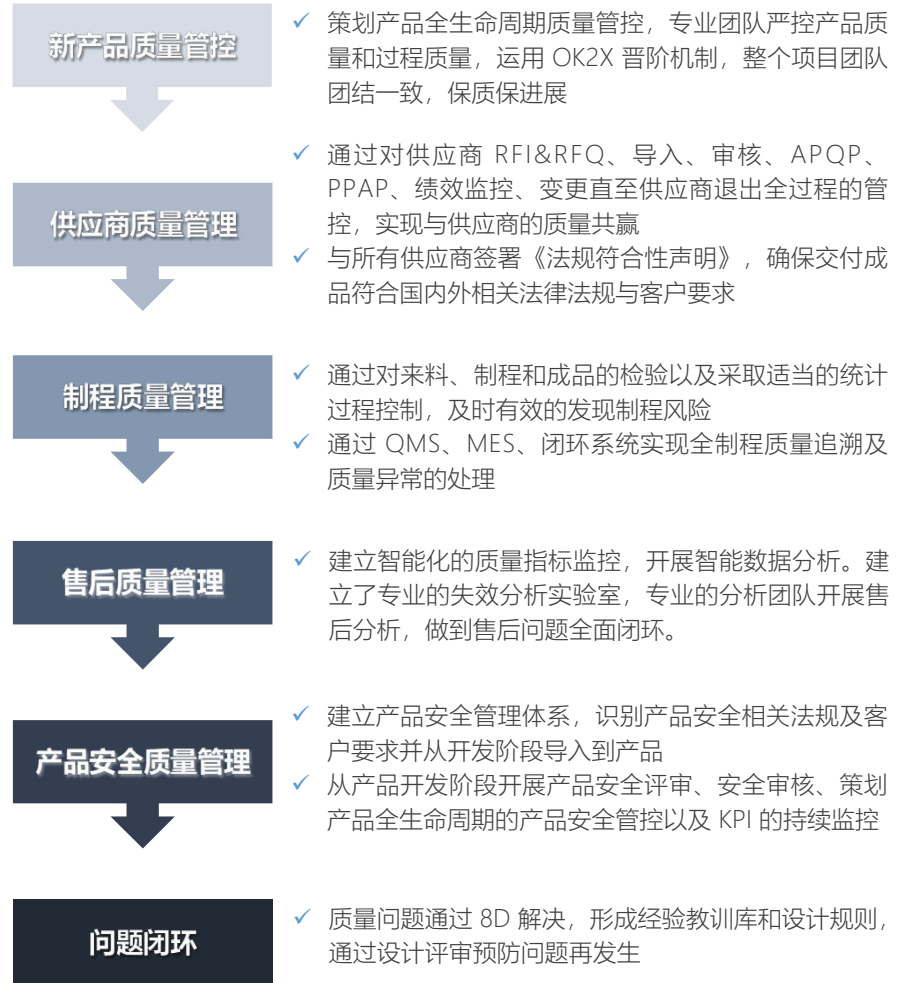 新产品质量管控
✓ 策划产品全生命周期质量管控，专业团队严控产品质
量和过程质量，运用 OK2X 晋阶机制，整个项目团队
团结一致，保质保进展
供应商质量管理
✓ 通过对供应商 RFI&RFQ、导入、审核、APQP、
PPAP、绩效监控、变更直至供应商退出全过程的管
控，实现与供应商的质量共赢
✓ 与所有供应商签署《法规符合性声明》，确保交付成
品符合国内外相关法律法规与客户要求
制程质量管理
✓ 通过对来料、制程和成品的检验以及采取适当的统计
过程控制，及时有效的发现制程风险
✓ 通过 QMS、MES、闭环系统实现全制程质量追溯及
质量异常的处理
售后质量管理
✓ 建立智能化的质量指标监控，开展智能数据分析。建
立了专业的失效分析实验室，专业的分析团队开展售
后分析，做到售后问题全面闭环。
产品安全质量管理
✓ 建立产品安全管理体系，识别产品安全相关法规及客
户要求并从开发阶段导入到产品
✓ 从产品开发阶段开展产品安全评审、安全审核、策划
产品全生命周期的产品安全管控以及 KPI 的持续监控
问题闭环
✓ 质量问题通过 8D 解决，形成经验教训库和设计规则，
通过设计评审预防问题再发生